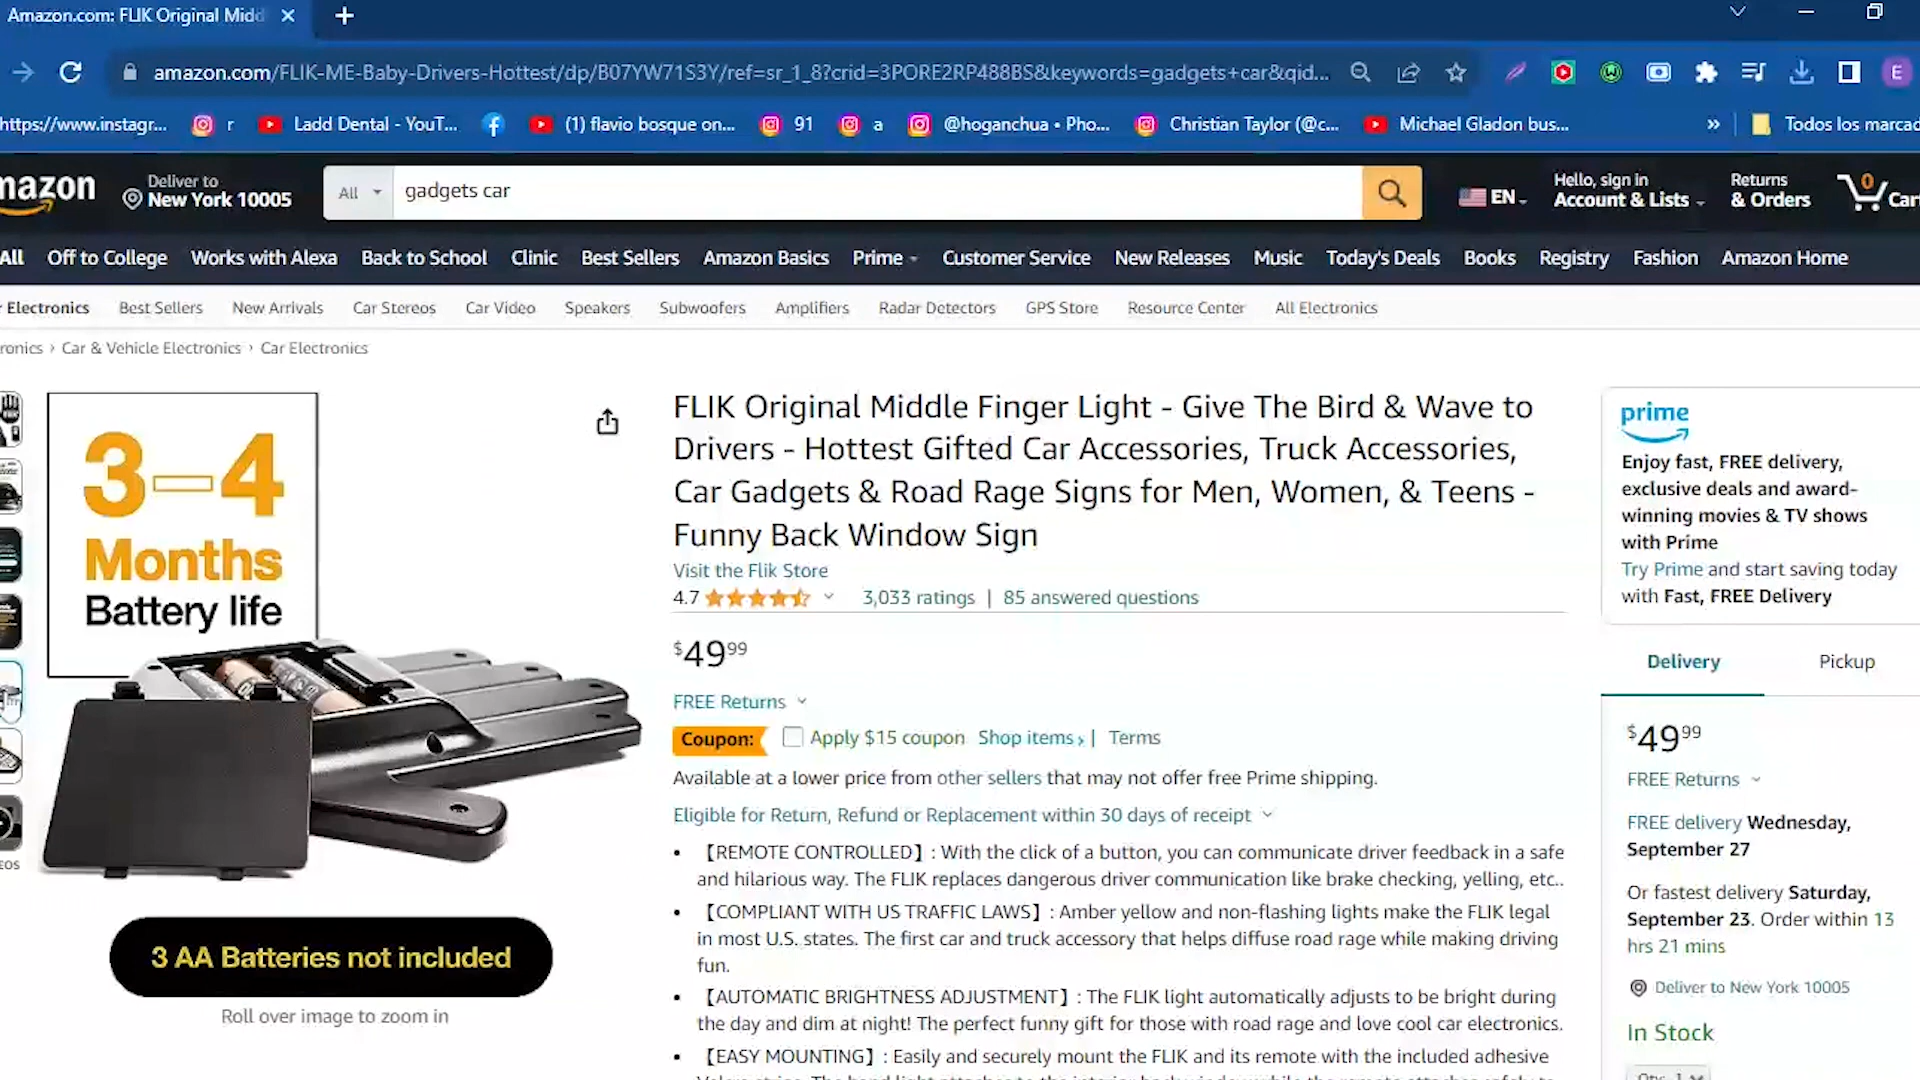 Amazon.com: FLIK Original Midd
amazon.com/FLIK-ME-Baby-Drivers-Hottest/dp/B07YW71S3Y/ref=sr_1_8?crid=3PORE2RP488BS&keywords=gadgets+car&qid...
E
https://www.instagr... r Ladd Dental - YouT... (1) flavio bosque on... 91 a @hoganchua • Pho... Christian Taylor (@c... Michael Gladon bus... » Todos los marcad
mazon
Deliver to
New York 10005
All
gadgets car
EN
Hello, sign in
Account & Lists
Returns
& Orders
0
Cart
All Off to College Works with Alexa Back to School Clinic Best Sellers Amazon Basics Prime Customer Service New Releases Music Today's Deals Books Registry Fashion Amazon Home
r Electronics Best Sellers New Arrivals Car Stereos Car Video Speakers Subwoofers Amplifiers Radar Detectors GPS Store Resource Center All Electronics
ronics › Car & Vehicle Electronics › Car Electronics
3-4
Months
Battery life
3 AA Batteries not included
Roll over image to zoom in
EOS
FLIK Original Middle Finger Light - Give The Bird & Wave to
Drivers - Hottest Gifted Car Accessories, Truck Accessories,
Car Gadgets & Road Rage Signs for Men, Women, & Teens -
Funny Back Window Sign
Visit the Flik Store
4.7 3,033 ratings | 85 answered questions
$4999
FREE Returns
Coupon: Apply $15 coupon Shop items › | Terms
Available at a lower price from other sellers that may not offer free Prime shipping.
Eligible for Return, Refund or Replacement within 30 days of receipt
• 【REMOTE CONTROLLED】: With the click of a button, you can communicate driver feedback in a safe
and hilarious way. The FLIK replaces dangerous driver communication like brake checking, yelling, etc..
• 【COMPLIANT WITH US TRAFFIC LAWS】: Amber yellow and non-flashing lights make the FLIK legal
in most U.S. states. The first car and truck accessory that helps diffuse road rage while making driving
fun.
• 【AUTOMATIC BRIGHTNESS ADJUSTMENT】: The FLIK light automatically adjusts to be bright during
the day and dim at night! The perfect funny gift for those with road rage and love cool car electronics.
• 【EASY MOUNTING】: Easily and securely mount the FLIK and its remote with the included adhesive
prime
Enjoy fast, FREE delivery,
exclusive deals and award-
winning movies & TV shows
with Prime
Try Prime and start saving today
with Fast, FREE Delivery
Delivery Pickup
$4999
FREE Returns
FREE delivery Wednesday,
September 27
Or fastest delivery Saturday,
September 23. Order within 13
hrs 21 mins
Deliver to New York 10005
In Stock
Qty: 1